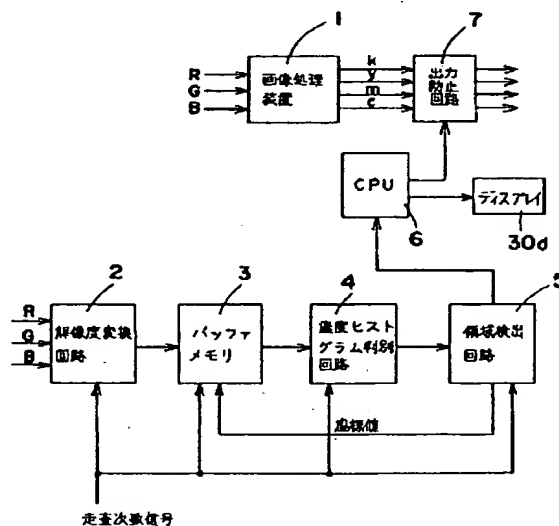 1
7
R
G
B
画像処理
装置
k
y
m
c
出力
防止
回路
CPU
6
ディスプレイ
30d
2
3
4
5
R
G
B
解像度変換
回路
バッファ
メモリ
濃度ヒスト
グラム判別
回路
領域検出
回路
座標値
走査次数信号